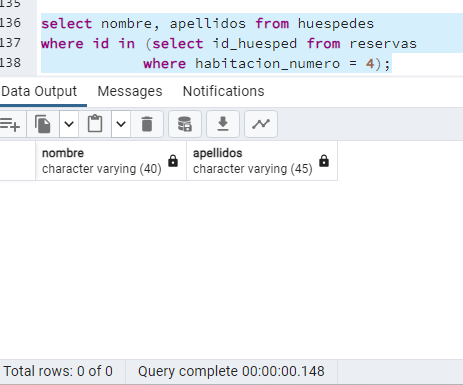 135
136 select nombre, apellidos from huespedes
137 where id in (select id_huesped from reservas
138 where habitacion_numero = 4);
Data Output Messages Notifications
nombre
character varying (40)
apellidos
character varying (45)
Total rows: 0 of 0 Query complete 00:00:00.148